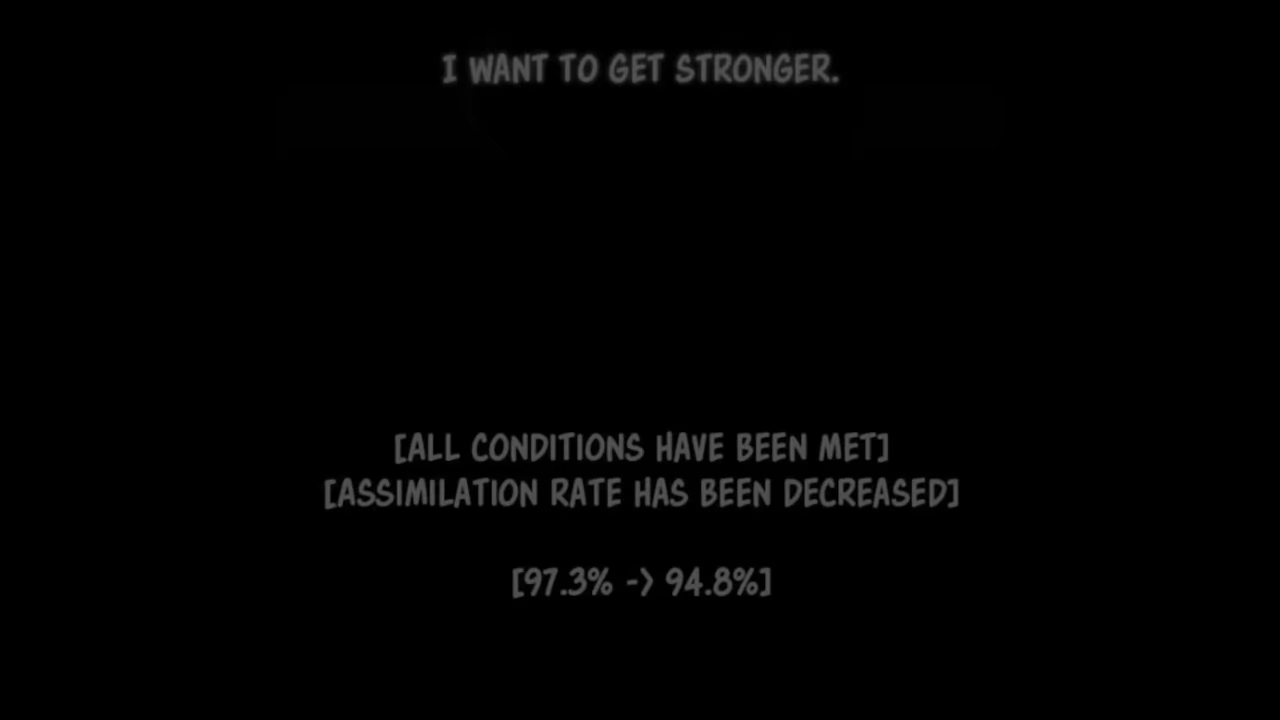 I WANT TO GET STRONGER.
[ALL CONDITIONS HAVE BEEN MET]
[ASSIMILATION RATE HAS BEEN DECREASED]
[97.3% -> 94.8%]